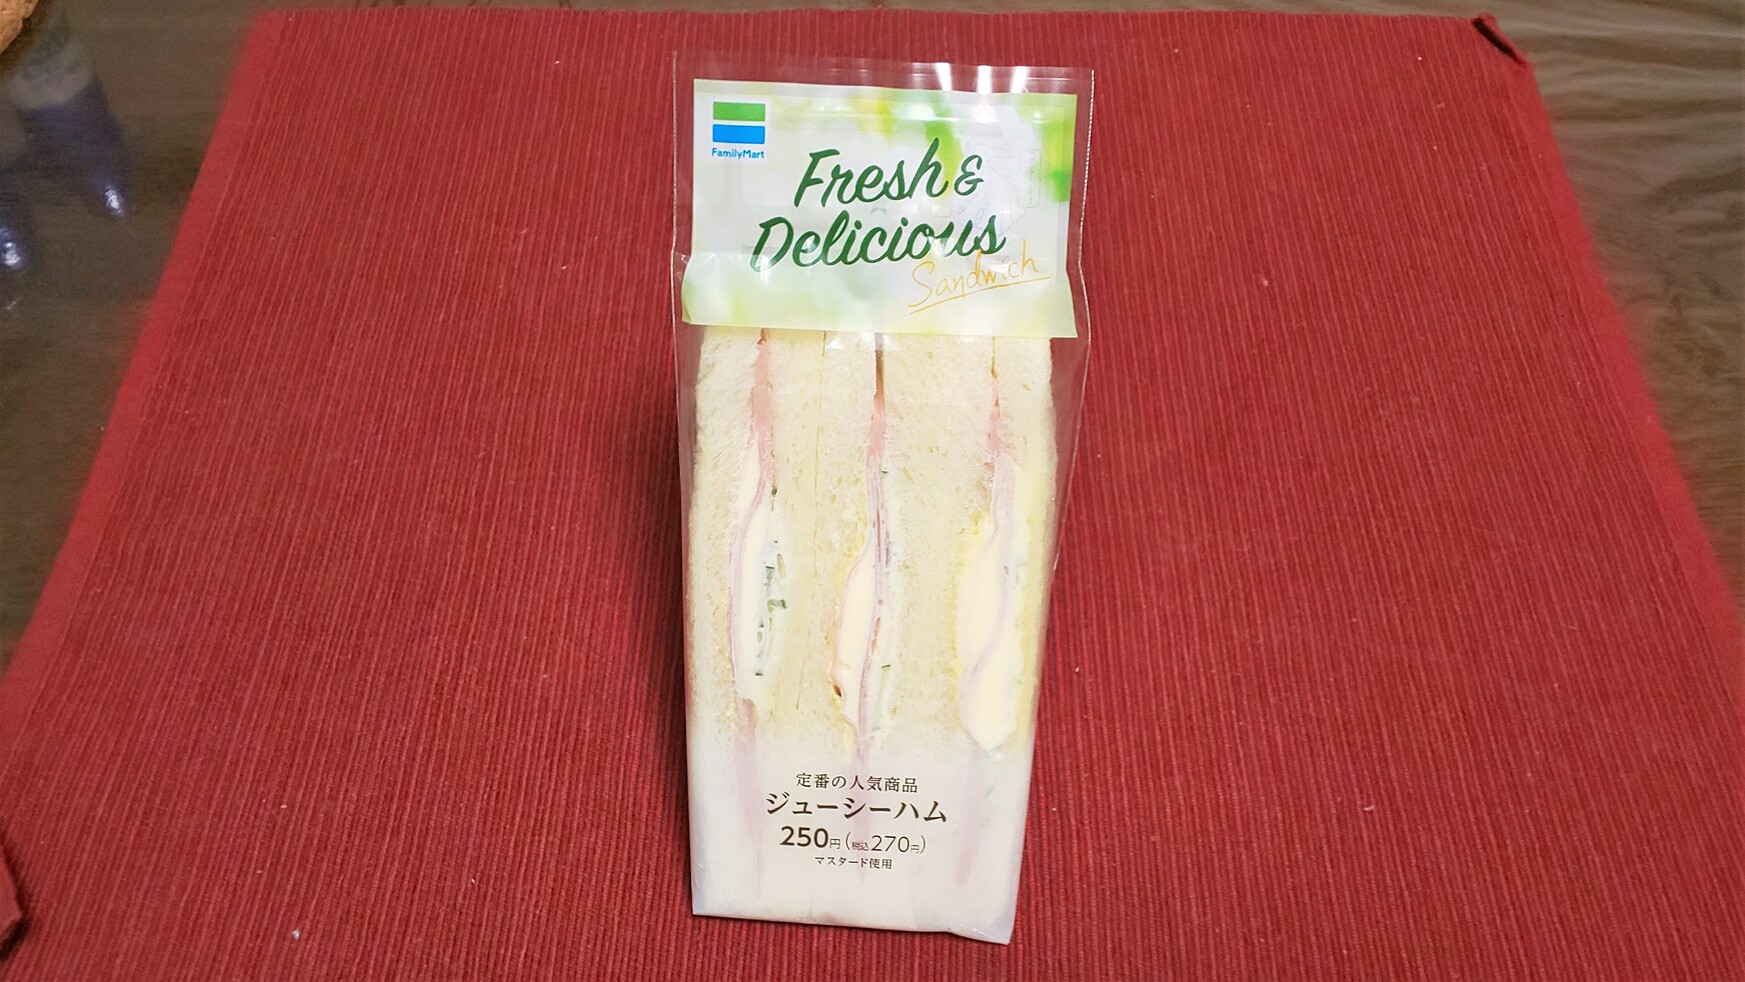 FamilyMart
Fresh &
Delicious
Sandwich
定番の人気商品
ジューシーハム
250円(税込270円)
マスタード使用